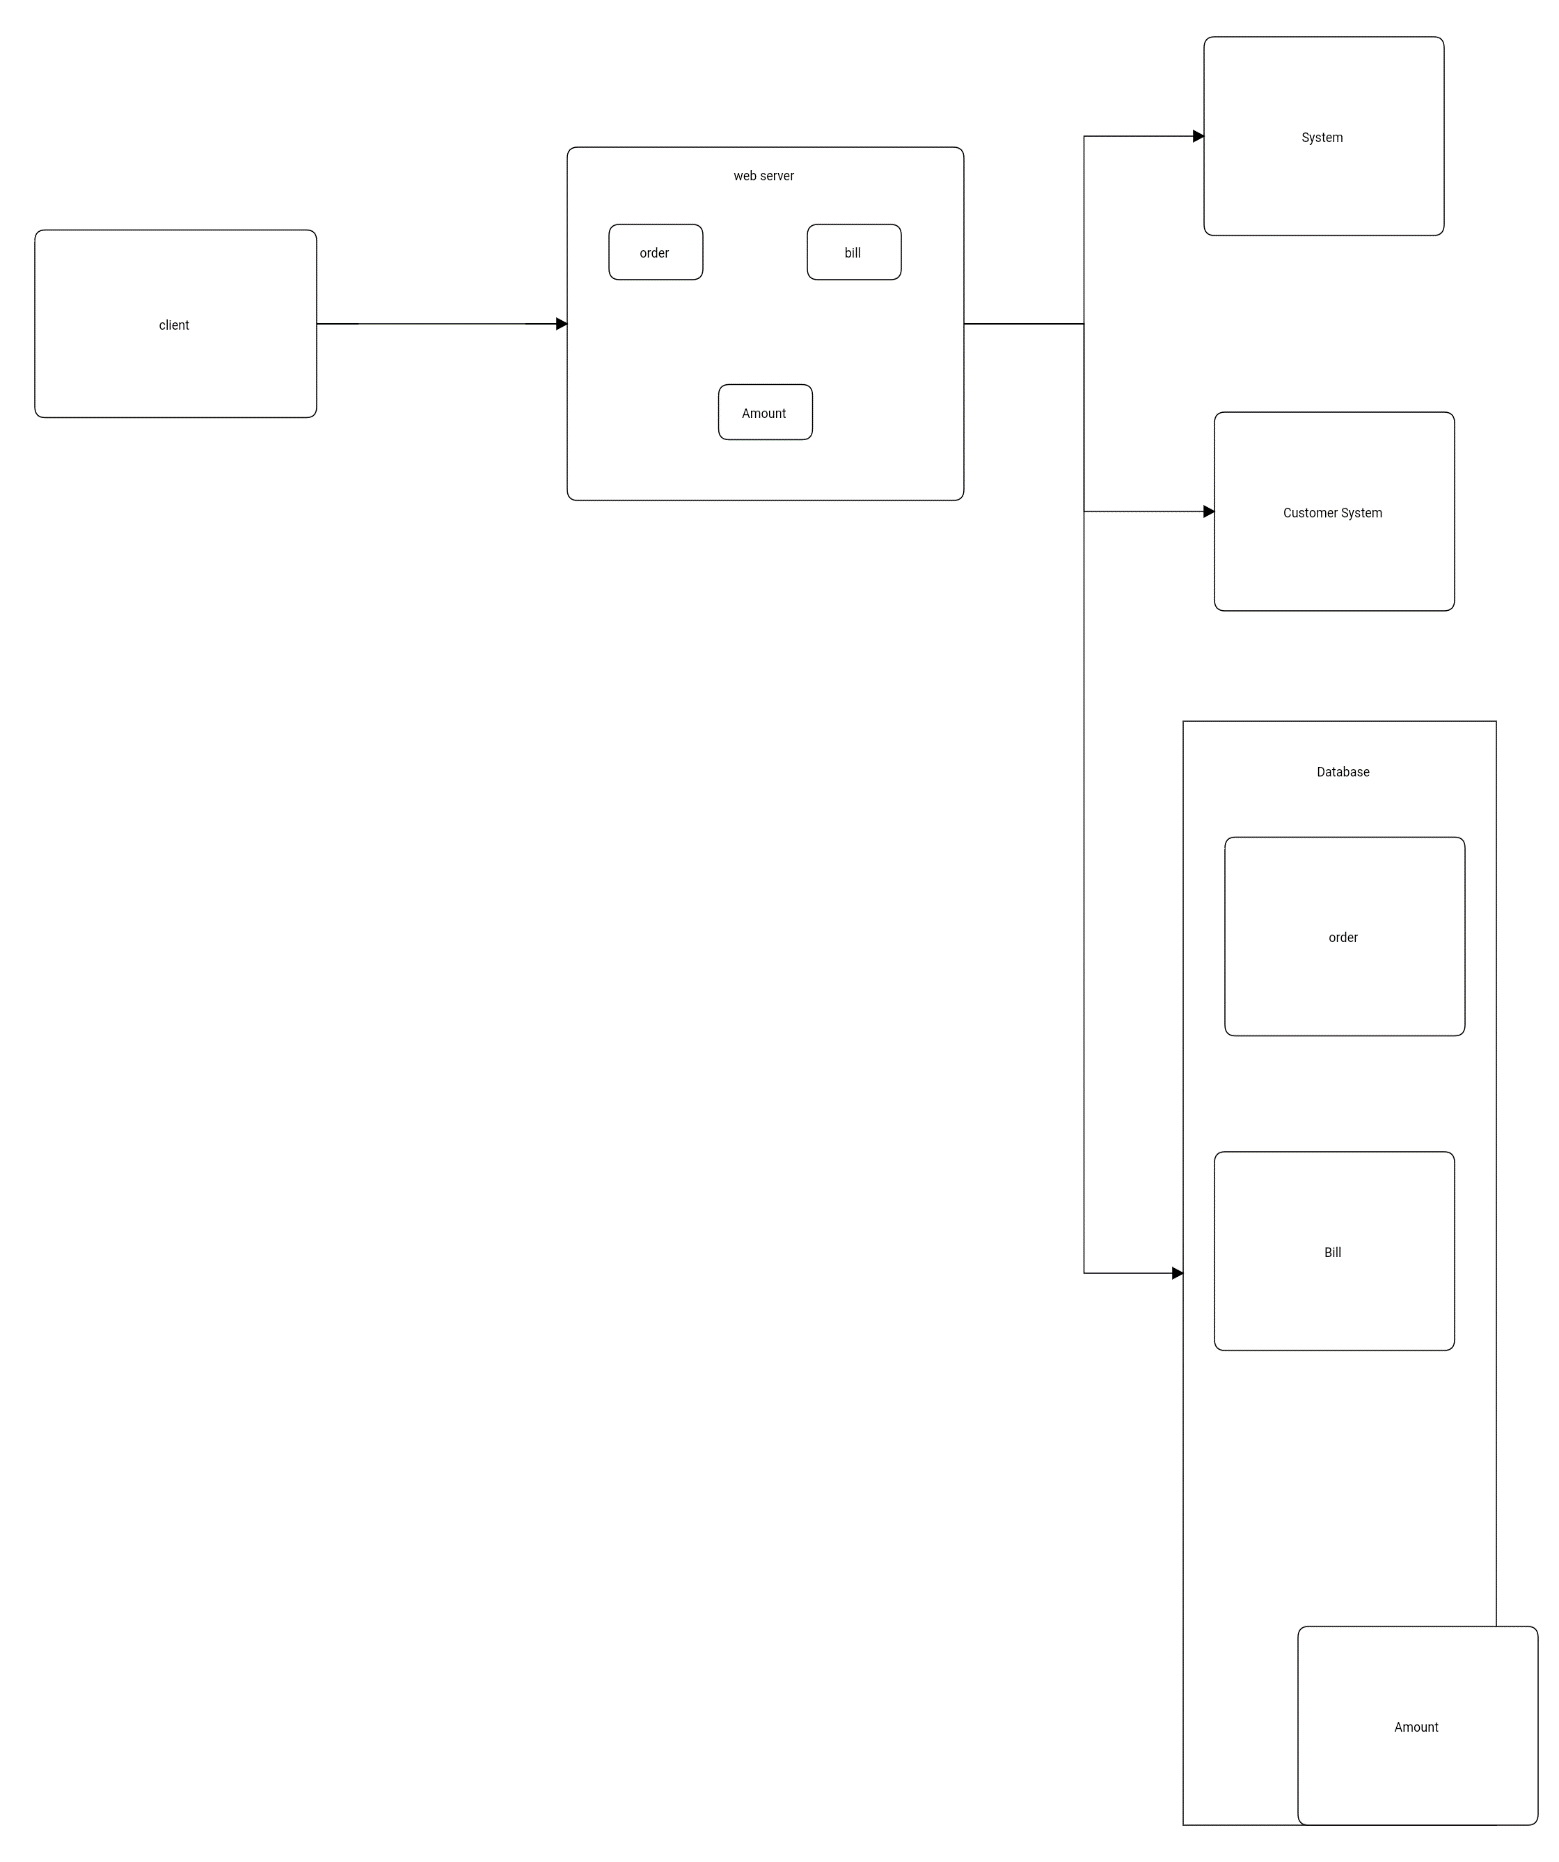 client
web server
order
bill
Amount
System
Customer System
Database
order
Bill
Amount